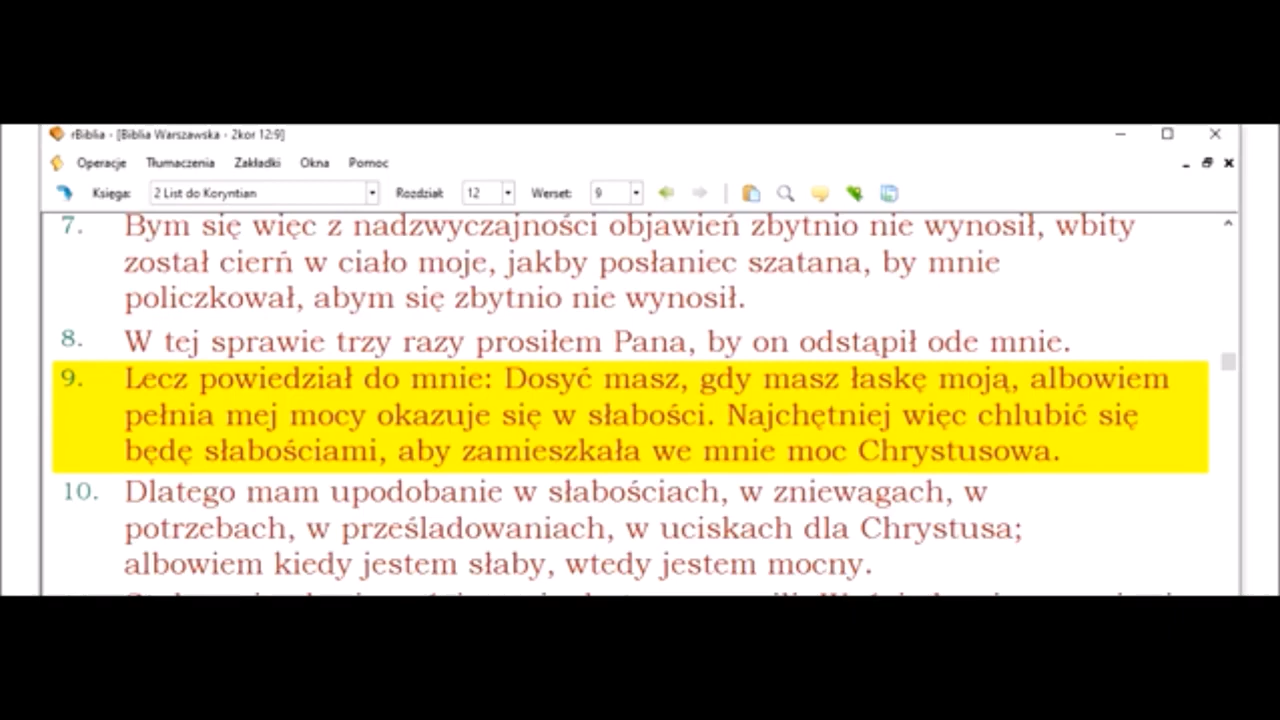 rBiblia - [Biblia Warszawska - 2kor 12:9]
Operacje Tłumaczenia Zakładki Okna Pomoc
Księga: 2 List do Koryntian Rozdział: 12 Werset: 9
7. Bym się więc z nadzwyczajności objawień zbytnio nie wynosił, wbity
został cierń w ciało moje, jakby posłaniec szatana, by mnie
policzkował, abym się zbytnio nie wynosił.
8. W tej sprawie trzy razy prosiłem Pana, by on odstąpił ode mnie.
9. Lecz powiedział do mnie: Dosyć masz, gdy masz łaskę moją, albowiem
pełnia mej mocy okazuje się w słabości. Najchętniej więc chlubić się
będę słabościami, aby zamieszkała we mnie moc Chrystusowa.
10. Dlatego mam upodobanie w słabościach, w zniewagach, w
potrzebach, w prześladowaniach, w uciskach dla Chrystusa;
albowiem kiedy jestem słaby, wtedy jestem mocny.